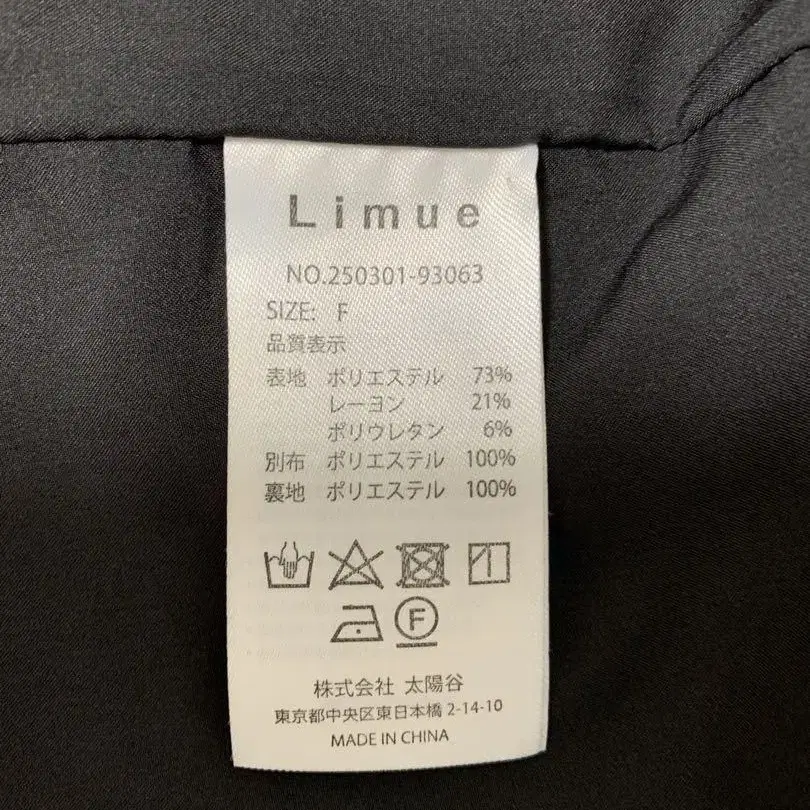 Limue
NO.250301-93063
SIZE: F
品質表示
表地 ポリエステル 73%
レーヨン 21%
ポリウレタン 6%
別布 ポリエステル 100%
裏地 ポリエステル 100%
F
株式会社 太陽谷
東京都中央区東日本橋 2-14-10
MADE IN CHINA